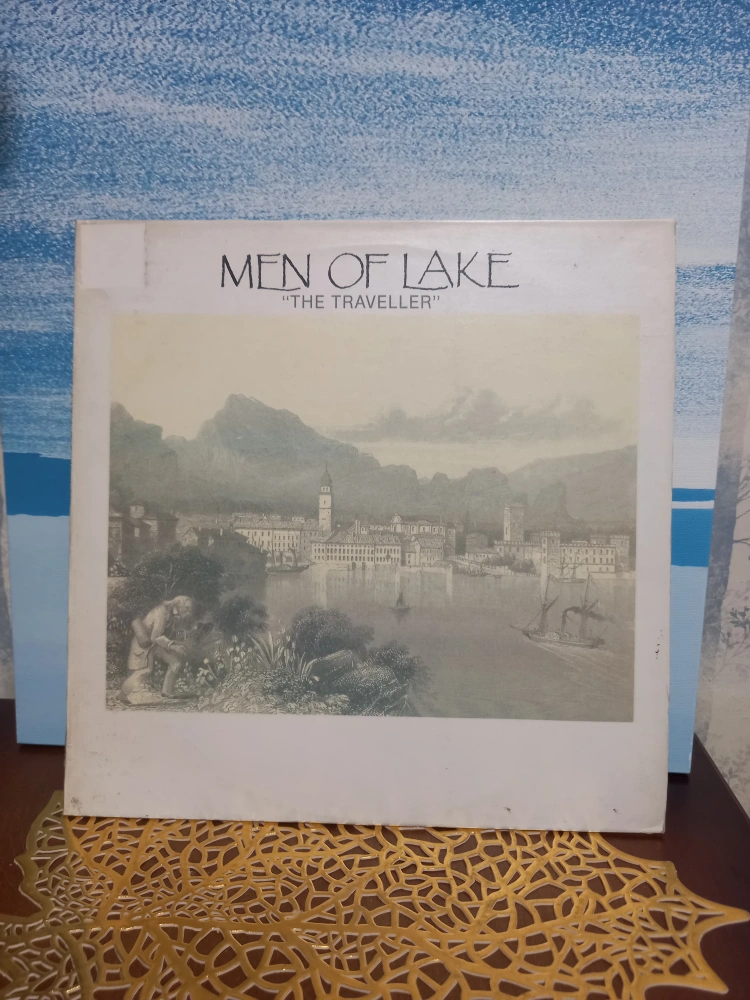 MEN OF LAKE
"THE TRAVELLER"